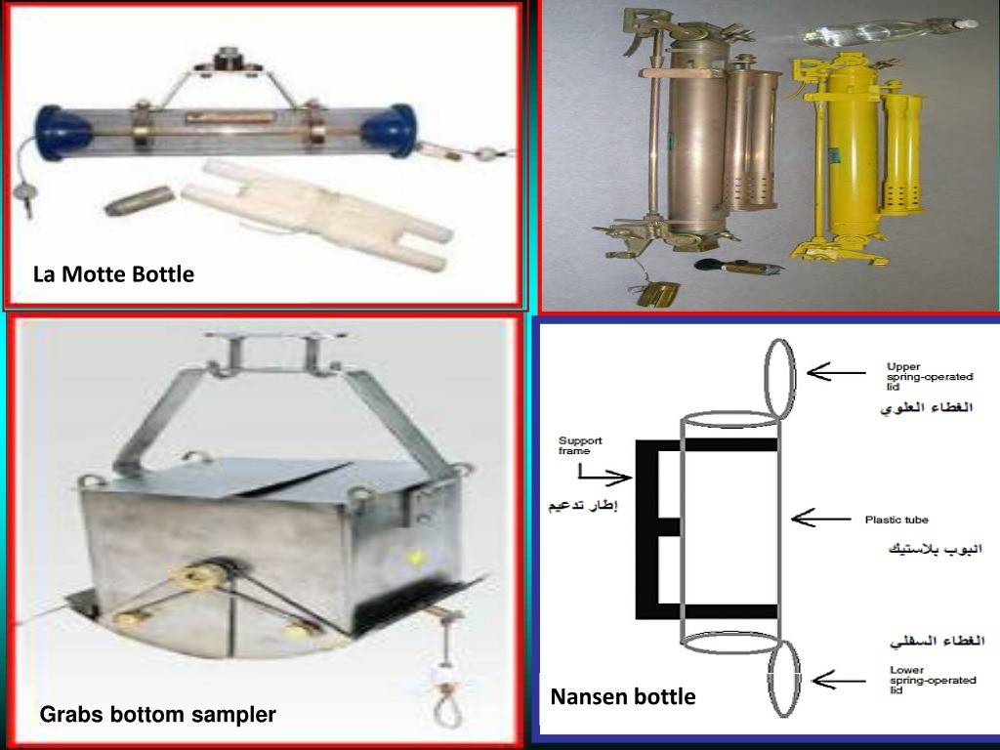 La Motte Bottle
Upper
spring-operated
lid
الغطاء العلوي
Support
frame
إطار تدعيم
Plastic tube
انبوب بلاستيك
الغطاء السفلي
Lower
spring-operated
lid
Nansen bottle
Grabs bottom sampler